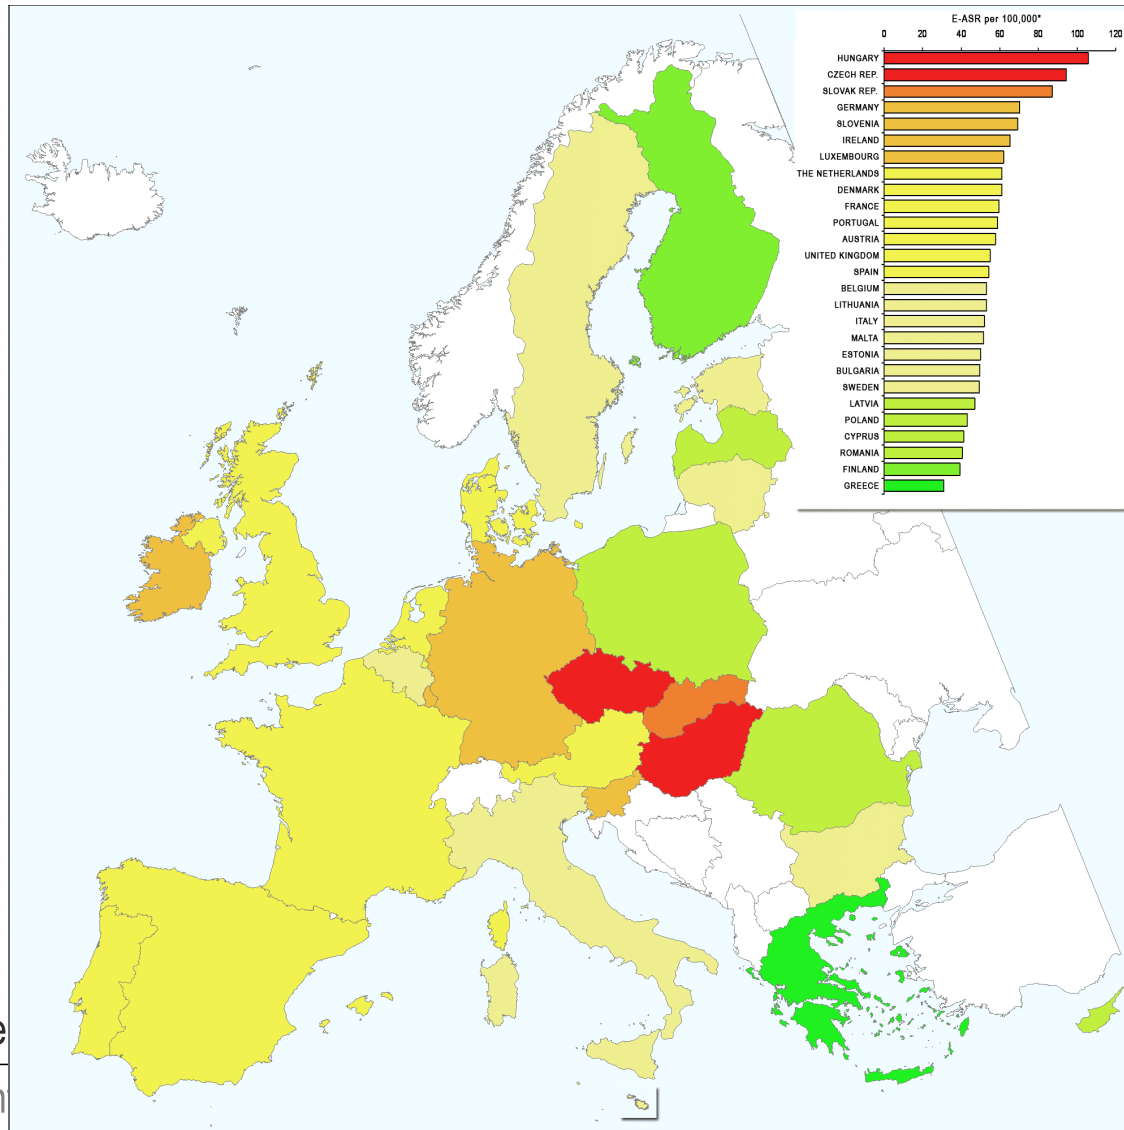 E-ASR per 100,000*
0 20 40 60 80 100 120
HUNGARY
CZECH REP.
SLOVAK REP.
GERMANY
SLOVENIA
IRELAND
LUXEMBOURG
THE NETHERLANDS
DENMARK
FRANCE
PORTUGAL
AUSTRIA
UNITED KINGDOM
SPAIN
BELGIUM
LITHUANIA
ITALY
MALTA
ESTONIA
BULGARIA
SWEDEN
LATVIA
POLAND
CYPRUS
ROMANIA
FINLAND
GREECE
e